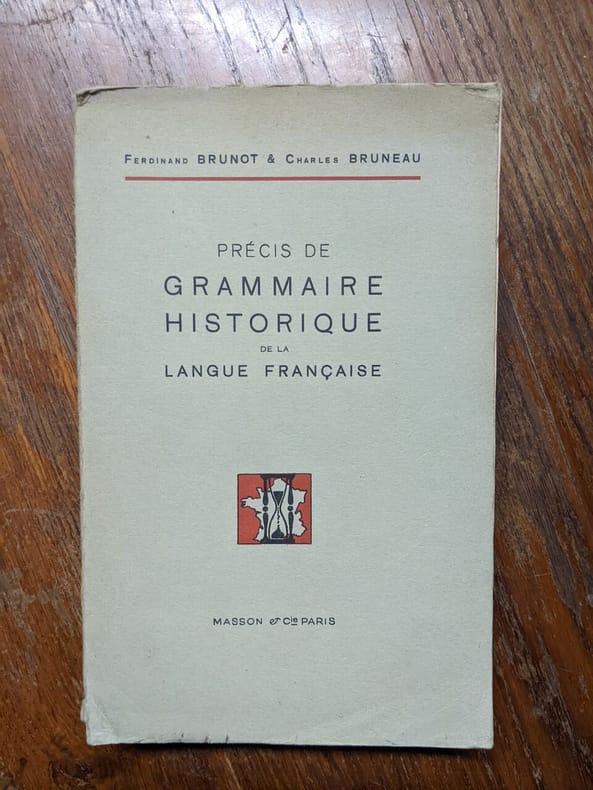 FERDINAND BRUNOT & CHARLES BRUNEAU
PRÉCIS DE
GRAMMAIRE
HISTORIQUE
DE LA
LANGUE FRANÇAISE
MASSON & Cie PARIS